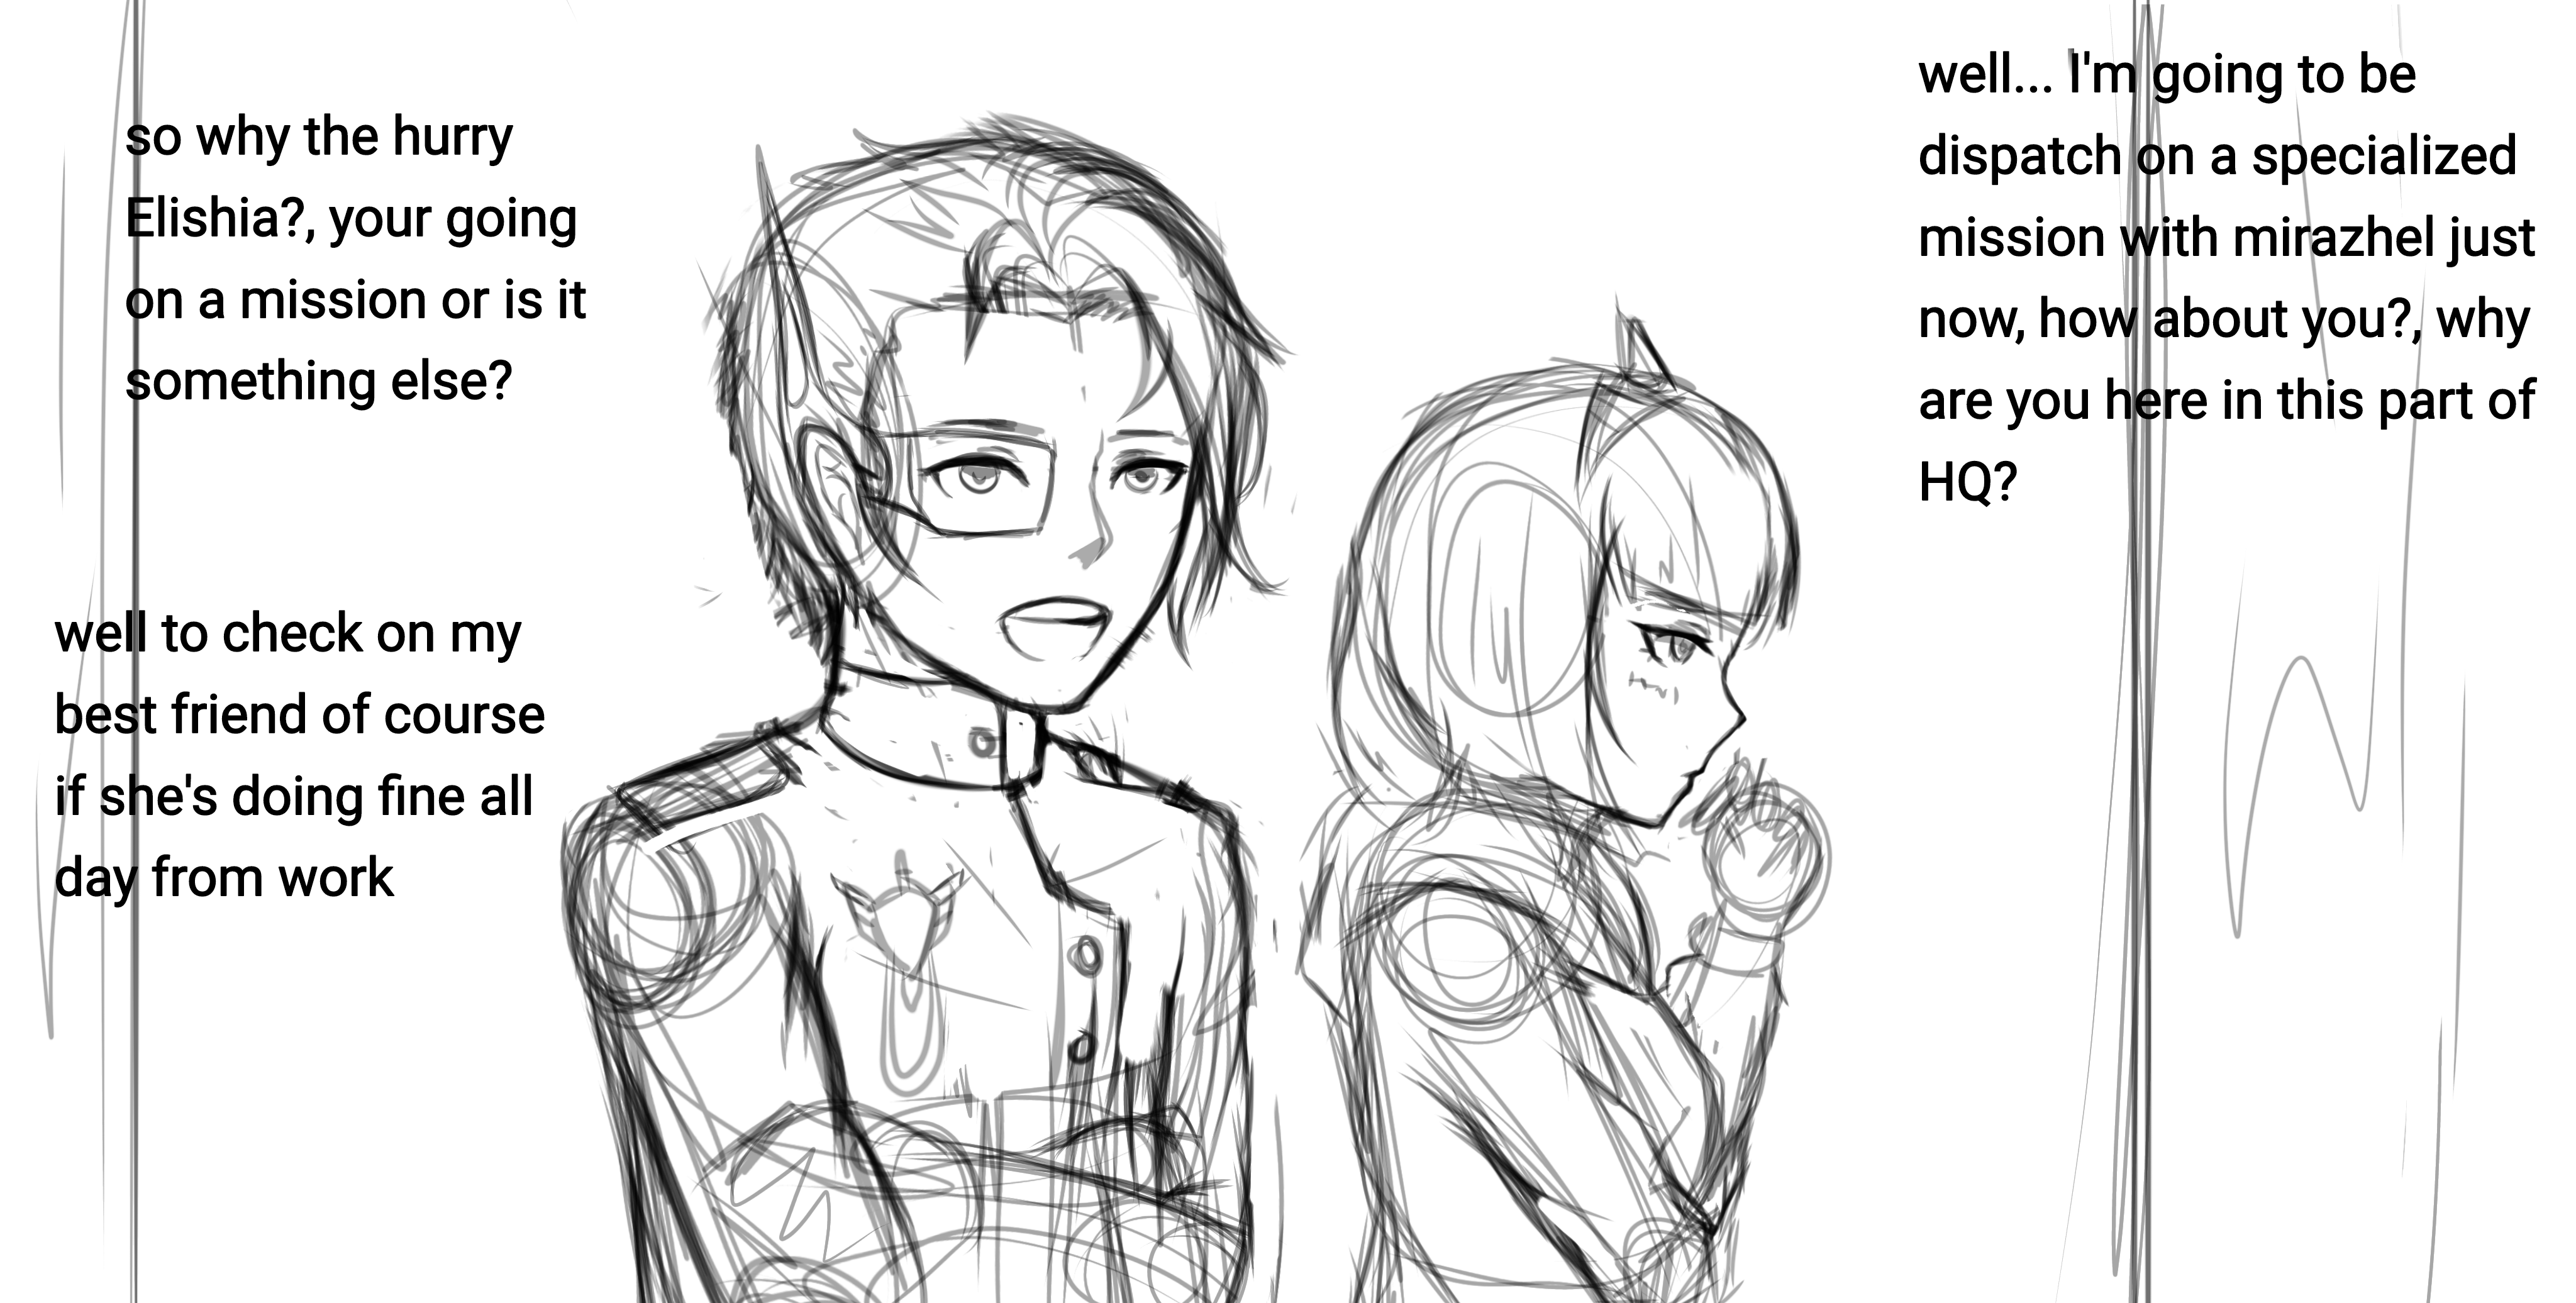 so why the hurry
Elishia?, your going
on a mission or is it
something else?
well... I'm going to be
dispatch on a specialized
mission with mirazhel just
now, how about you?, why
are you here in this part of
HQ?
well to check on my
best friend of course
if she's doing fine all
day from work